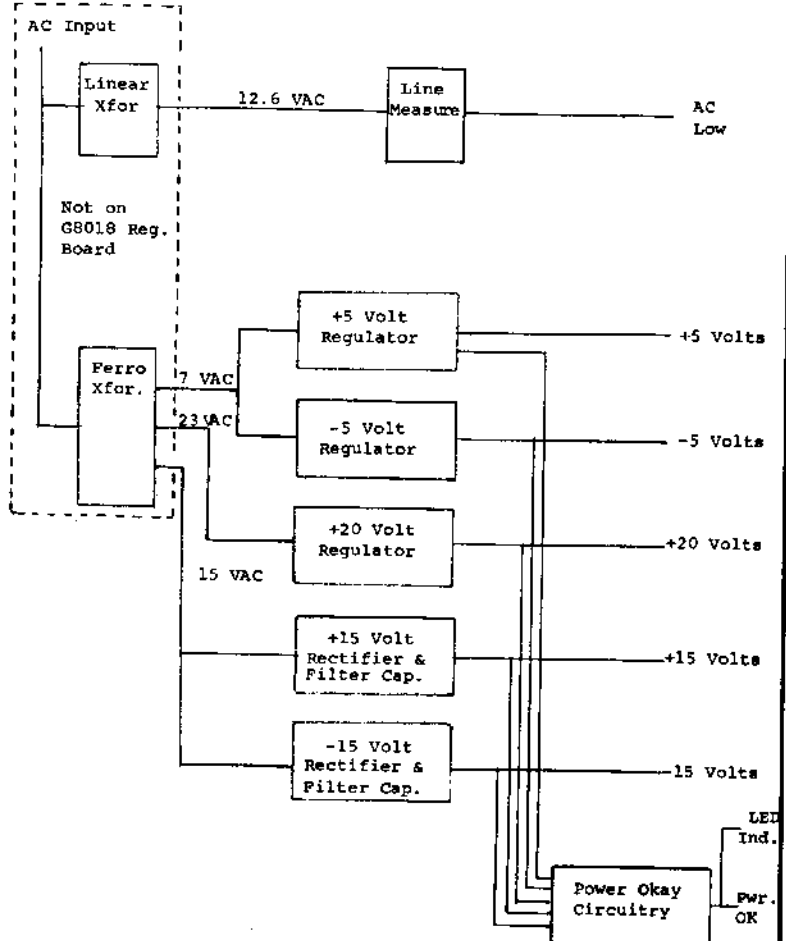 AC Input
Linear
Xfor
12.6 VAC
Line
Measure
AC
Low
Not on
G8018 Reg.
Board
+5 Volt
Regulator
+5 Volts
Ferro
Xfor.
7 VAC
23VAC
-5 Volt
Regulator
-5 Volts
+20 Volt
Regulator
+20 Volts
15 VAC
+15 Volt
Rectifier &
Filter Cap.
+15 Volts
-15 Volt
Rectifier &
Filter Cap.
-15 Volts
LED
Ind.
Power Okay
Circuitry
Pwr.
OK